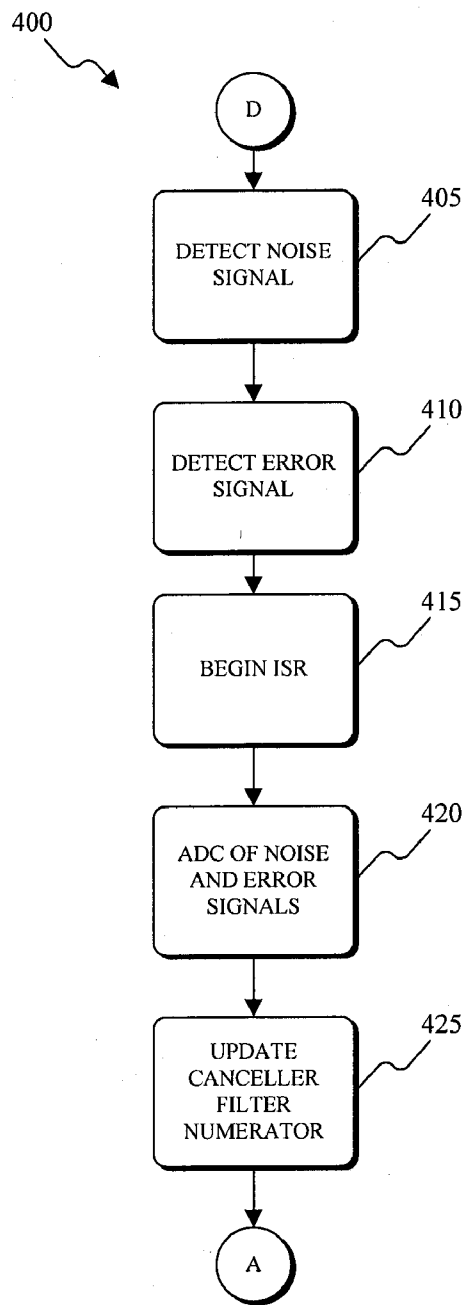 400
D
405
DETECT NOISE
SIGNAL
410
DETECT ERROR
SIGNAL
415
BEGIN ISR
420
ADC OF NOISE
AND ERROR
SIGNALS
425
UPDATE
CANCELLER
FILTER
NUMERATOR
A